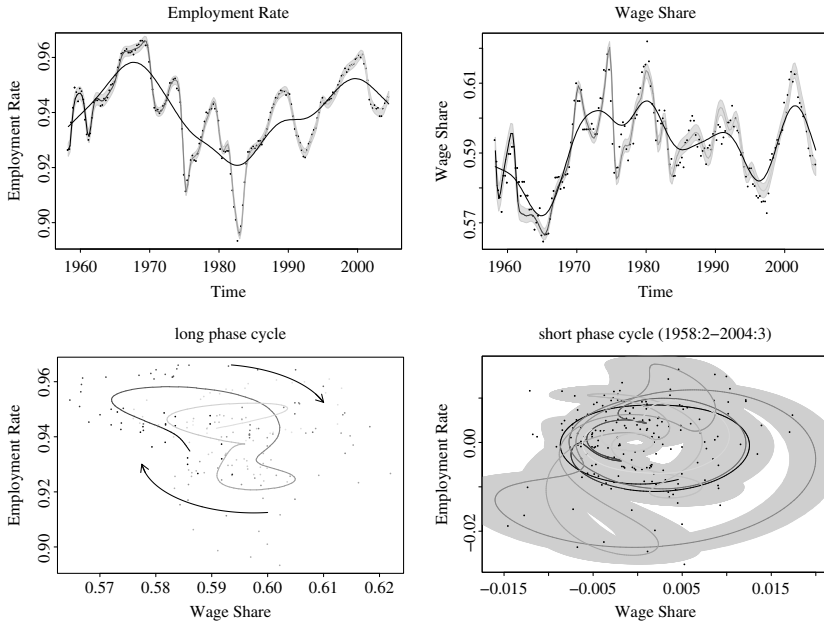 Employment Rate
Wage Share
Employment Rate
0.90 0.92 0.94 0.96
1960 1970 1980 1990 2000
Time
Wage Share
0.57 0.59 0.61
1960 1970 1980 1990 2000
Time
long phase cycle
short phase cycle (1958:2−2004:3)
Employment Rate
0.90 0.92 0.94 0.96
0.57 0.58 0.59 0.60 0.61 0.62
Wage Share
Employment Rate
−0.02 0.00
−0.015 −0.005 0.005 0.015
Wage Share